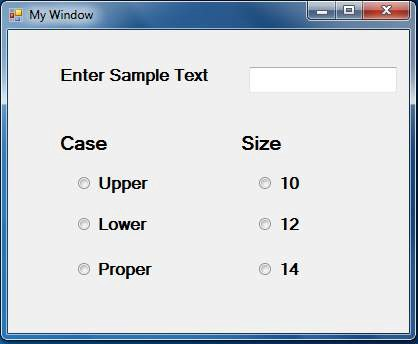 My Window
Enter Sample Text
Case Size
Upper 10
Lower 12
Proper 14